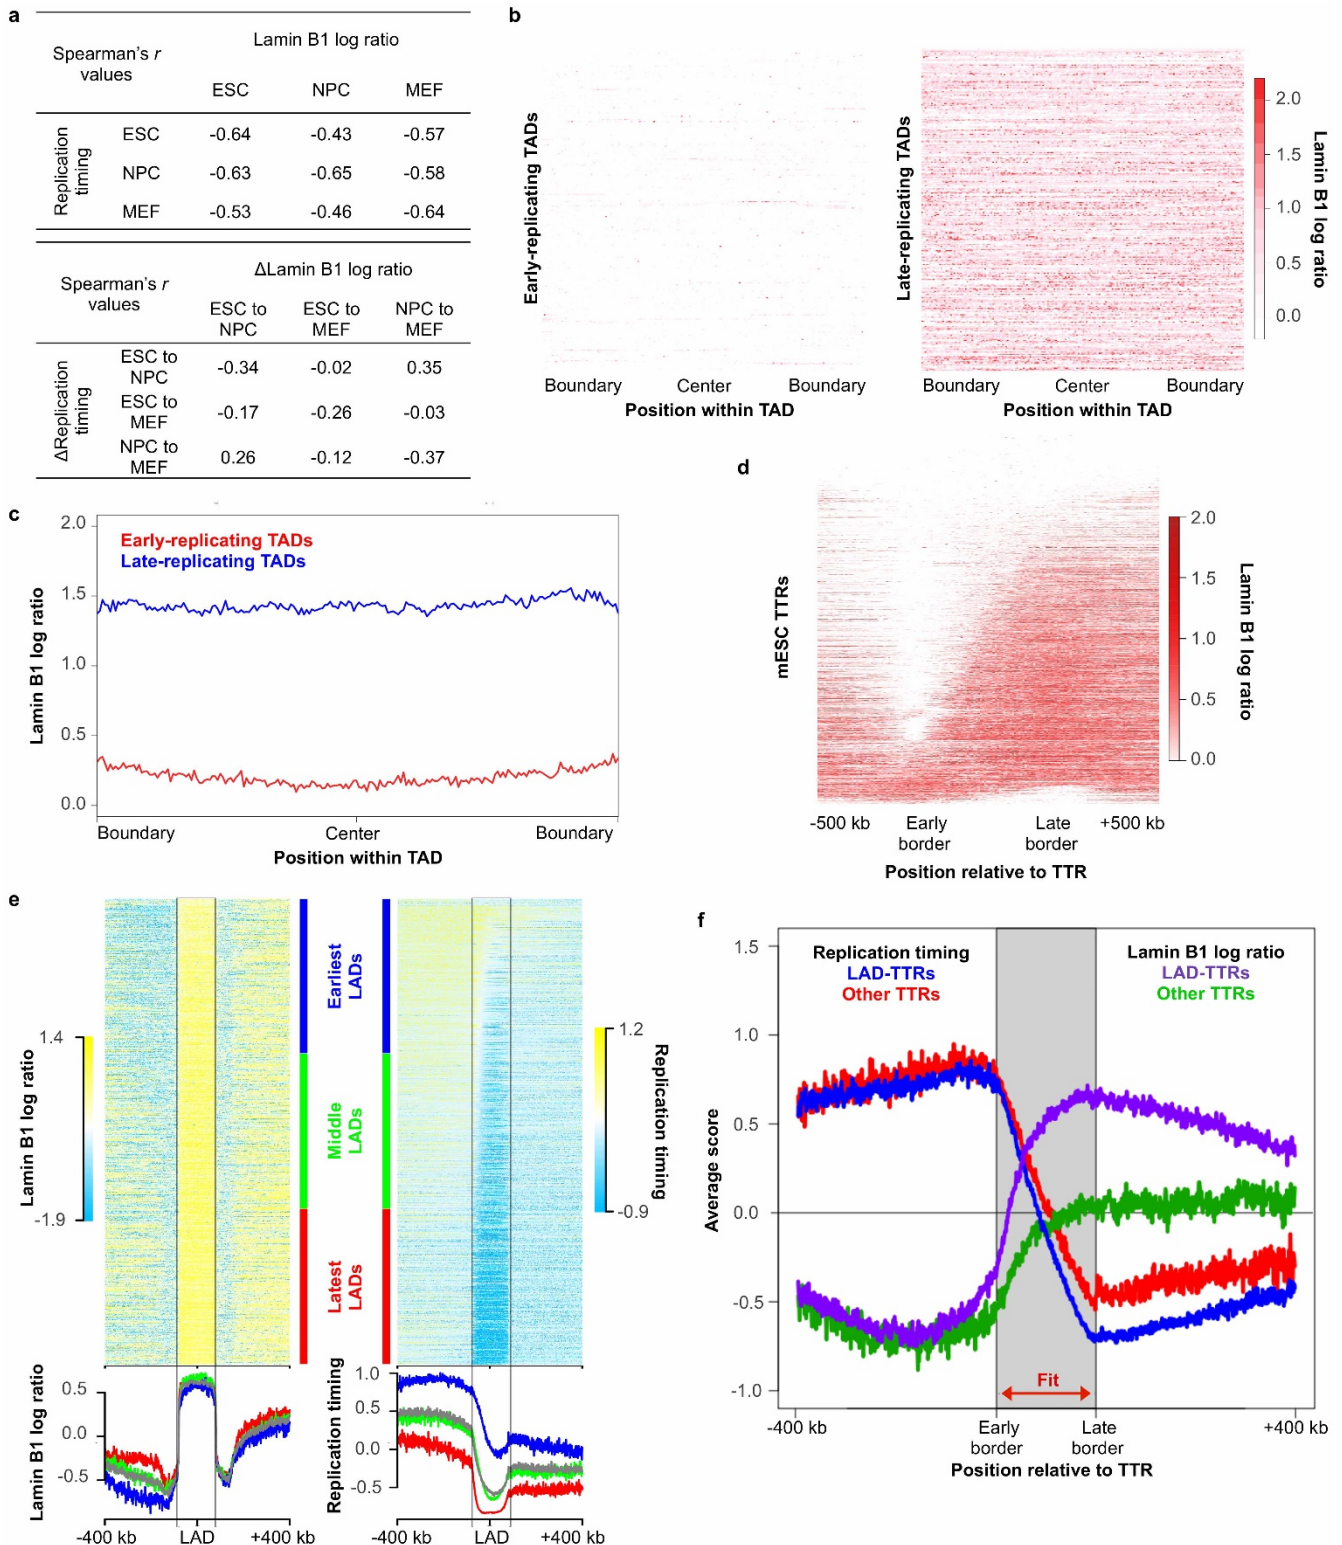 a
Spearman's r
values
Lamin B1 log ratio
ESC NPC MEF
Replication
timing
ESC -0.64 -0.43 -0.57
NPC -0.63 -0.65 -0.58
MEF -0.53 -0.46 -0.64
Spearman's r
values
ΔLamin B1 log ratio
ESC to
NPC
ESC to
MEF
NPC to
MEF
ΔReplication
timing
ESC to
NPC
-0.34 -0.02 0.35
ESC to
MEF
-0.17 -0.26 -0.03
NPC to
MEF
0.26 -0.12 -0.37
b
Early-replicating TADs
Boundary Center Boundary
Position within TAD
Late-replicating TADs
Boundary Center Boundary
Position within TAD
2.0
1.5
1.0
0.5
0.0
Lamin B1 log ratio
c
Early-replicating TADs
Late-replicating TADs
Lamin B1 log ratio
2.0
1.5
1.0
0.5
0.0
Boundary Center Boundary
Position within TAD
d
mESC TTRs
-500 kb
Early
border
Late
border
+500 kb
Position relative to TTR
2.0
1.5
1.0
0.5
0.0
Lamin B1 log ratio
e
Lamin B1 log ratio
1.4
-1.9
Earliest
LADs
Middle
LADs
Latest
LADs
1.2
-0.9
Replication timing
Lamin B1 log ratio
0.5
0.0
-0.5
-400 kb LAD +400 kb
Replication timing
1.0
0.5
0.0
-0.5
-400 kb LAD +400 kb
f
Replication timing
LAD-TTRs
Other TTRs
Lamin B1 log ratio
LAD-TTRs
Other TTRs
Average score
1.5
1.0
0.5
0.0
-0.5
-1.0
Fit
-400 kb
Early
border
Late
border
+400 kb
Position relative to TTR